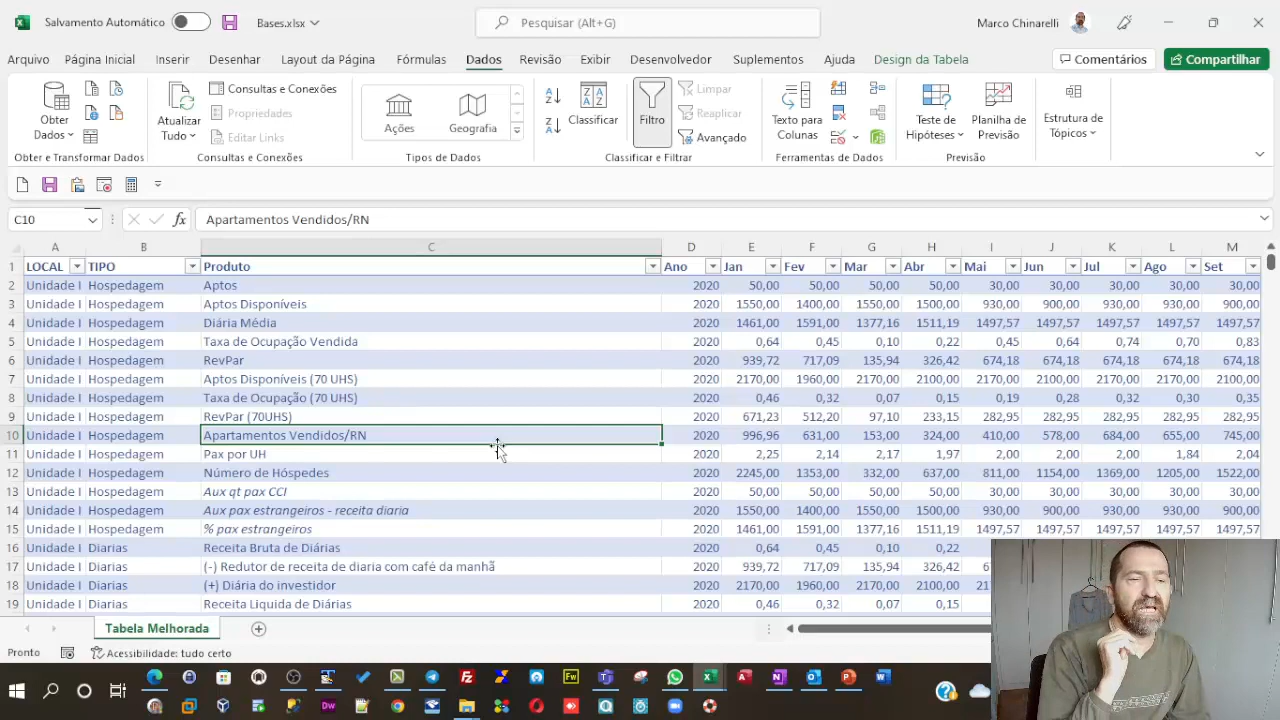 Salvamento Automático Bases.xlsx Pesquisar (Alt+G) Marco Chinarelli
Arquivo Página Inicial Inserir Desenhar Layout da Página Fórmulas Dados Revisão Exibir Desenvolvedor Suplementos Ajuda Design da Tabela Comentários Compartilhar
Obter Dados Atualizar Tudo Consultas e Conexões Propriedades Editar Links Ações Geografia Classificar Filtro Limpar Reaplicar Avançado Texto para Colunas Teste de Hipóteses Planilha de Previsão Estrutura de Tópicos
Obter e Transformar Dados Consultas e Conexões Tipos de Dados Classificar e Filtrar Ferramentas de Dados Previsão
C10 fx Apartamentos Vendidos/RN
A B C D E F G H I J K L M
1 LOCAL TIPO Produto Ano Jan Fev Mar Abr Mai Jun Jul Ago Set
2 Unidade I Hospedagem Aptos 2020 50,00 50,00 50,00 50,00 30,00 30,00 30,00 30,00 30,00
3 Unidade I Hospedagem Aptos Disponíveis 2020 1550,00 1400,00 1550,00 1500,00 930,00 900,00 930,00 930,00 900,00
4 Unidade I Hospedagem Diária Média 2020 1461,00 1591,00 1377,16 1511,19 1497,57 1497,57 1497,57 1497,57 1497,57
5 Unidade I Hospedagem Taxa de Ocupação Vendida 2020 0,64 0,45 0,10 0,22 0,45 0,64 0,74 0,70 0,83
6 Unidade I Hospedagem RevPar 2020 939,72 717,09 135,94 326,42 674,18 674,18 674,18 674,18 674,18
7 Unidade I Hospedagem Aptos Disponíveis (70 UHS) 2020 2170,00 1960,00 2170,00 2100,00 2170,00 2100,00 2170,00 2170,00 2100,00
8 Unidade I Hospedagem Taxa de Ocupação (70 UHS) 2020 0,46 0,32 0,07 0,15 0,19 0,28 0,32 0,30 0,35
9 Unidade I Hospedagem RevPar (70UHS) 2020 671,23 512,20 97,10 233,15 282,95 282,95 282,95 282,95 282,95
10 Unidade I Hospedagem Apartamentos Vendidos/RN 2020 996,96 631,00 153,00 324,00 410,00 578,00 684,00 655,00 745,00
11 Unidade I Hospedagem Pax por UH 2020 2,25 2,14 2,17 1,97 2,00 2,00 2,00 1,84 2,04
12 Unidade I Hospedagem Número de Hóspedes 2020 2245,00 1353,00 332,00 637,00 811,00 1154,00 1369,00 1205,00 1522,00
13 Unidade I Hospedagem Aux qt pax CCI 2020 50,00 50,00 50,00 50,00 30,00 30,00 30,00 30,00 30,00
14 Unidade I Hospedagem Aux pax estrangeiros - receita diaria 2020 1550,00 1400,00 1550,00 1500,00 930,00 900,00 930,00 930,00 900,00
15 Unidade I Hospedagem % pax estrangeiros 2020 1461,00 1591,00 1377,16 1511,19 1497,57 1497,57 1497,57 1497,57 1497,57
16 Unidade I Diarias Receita Bruta de Diárias 2020 0,64 0,45 0,10 0,22
17 Unidade I Diarias (-) Redutor de receita de diaria com café da manhã 2020 939,72 717,09 135,94 326,42
18 Unidade I Diarias (+) Diária do investidor 2020 2170,00 1960,00 2170,00 2100,00
19 Unidade I Diarias Receita Liquida de Diárias 2020 0,46 0,32 0,07 0,15
Tabela Melhorada
Pronto Acessibilidade: tudo certo